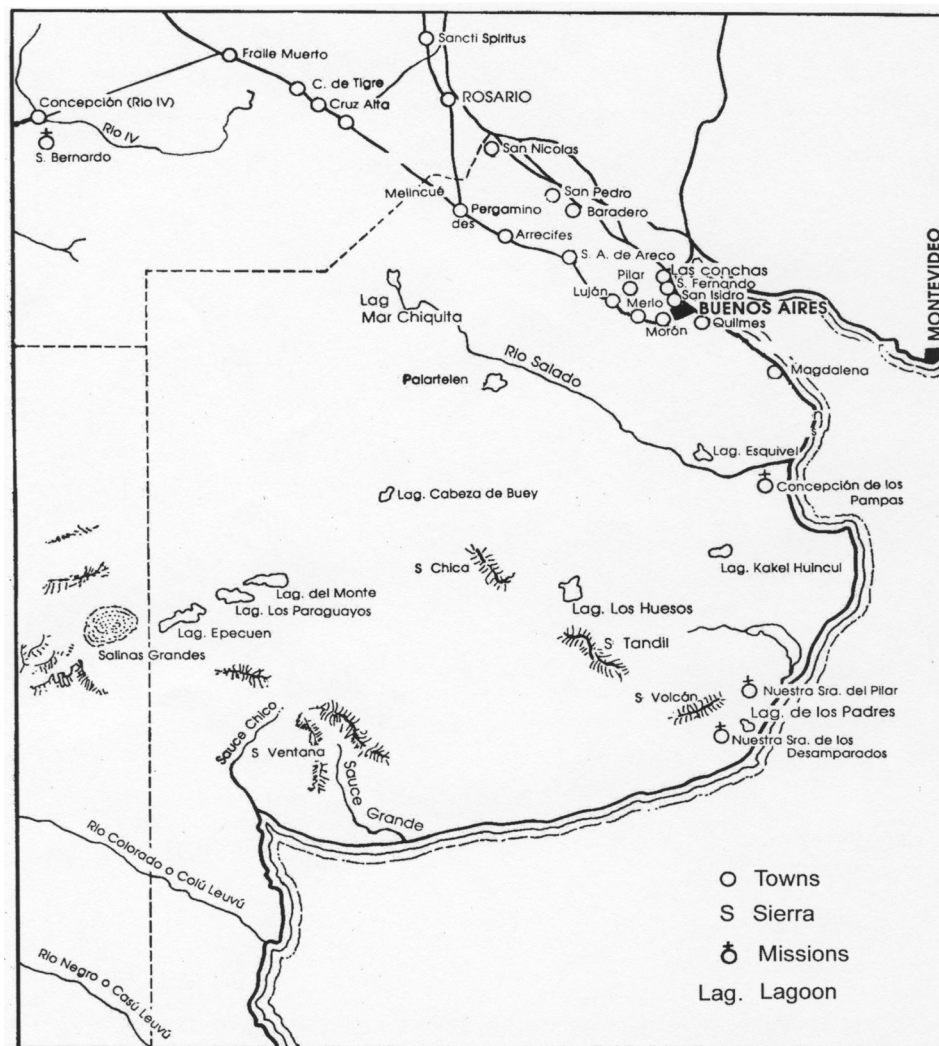 Fraile Muerto
Sancti Spiritus
C. de Tigre
Concepción (Rio IV)
Cruz Alta
ROSARIO
Río IV
S. Bernardo
San Nicolas
Melincué
San Pedro
Pergamino
Baradero
des
Arrecifes
S. A. de Areco
Las conchas
Pilar
S. Fernando
Lag
Mar Chiquita
Luján
Merlo
San Isidro
BUENOS AIRES
MONTEVIDEO
Morón
Quilmes
Río Salado
Palartelen
Magdalena
Lag. Esquivel
Lag. Cabeza de Buey
Concepción de los
Pampas
S Chica
Lag. Kakel Huincul
Lag. del Monte
Lag. Los Paraguayos
Lag. Los Huesos
Lag. Epecuen
Salinas Grandes
S Tandil
S Volcán
Nuestra Sra. del Pilar
Lag. de los Padres
Sauce Chico
S Ventana
Nuestra Sra. de los
Desamparados
Sauce Grande
Río Colorado o Colú Leuvú
Río Negro o Casú Leuvú
Towns
S Sierra
Missions
Lag. Lagoon